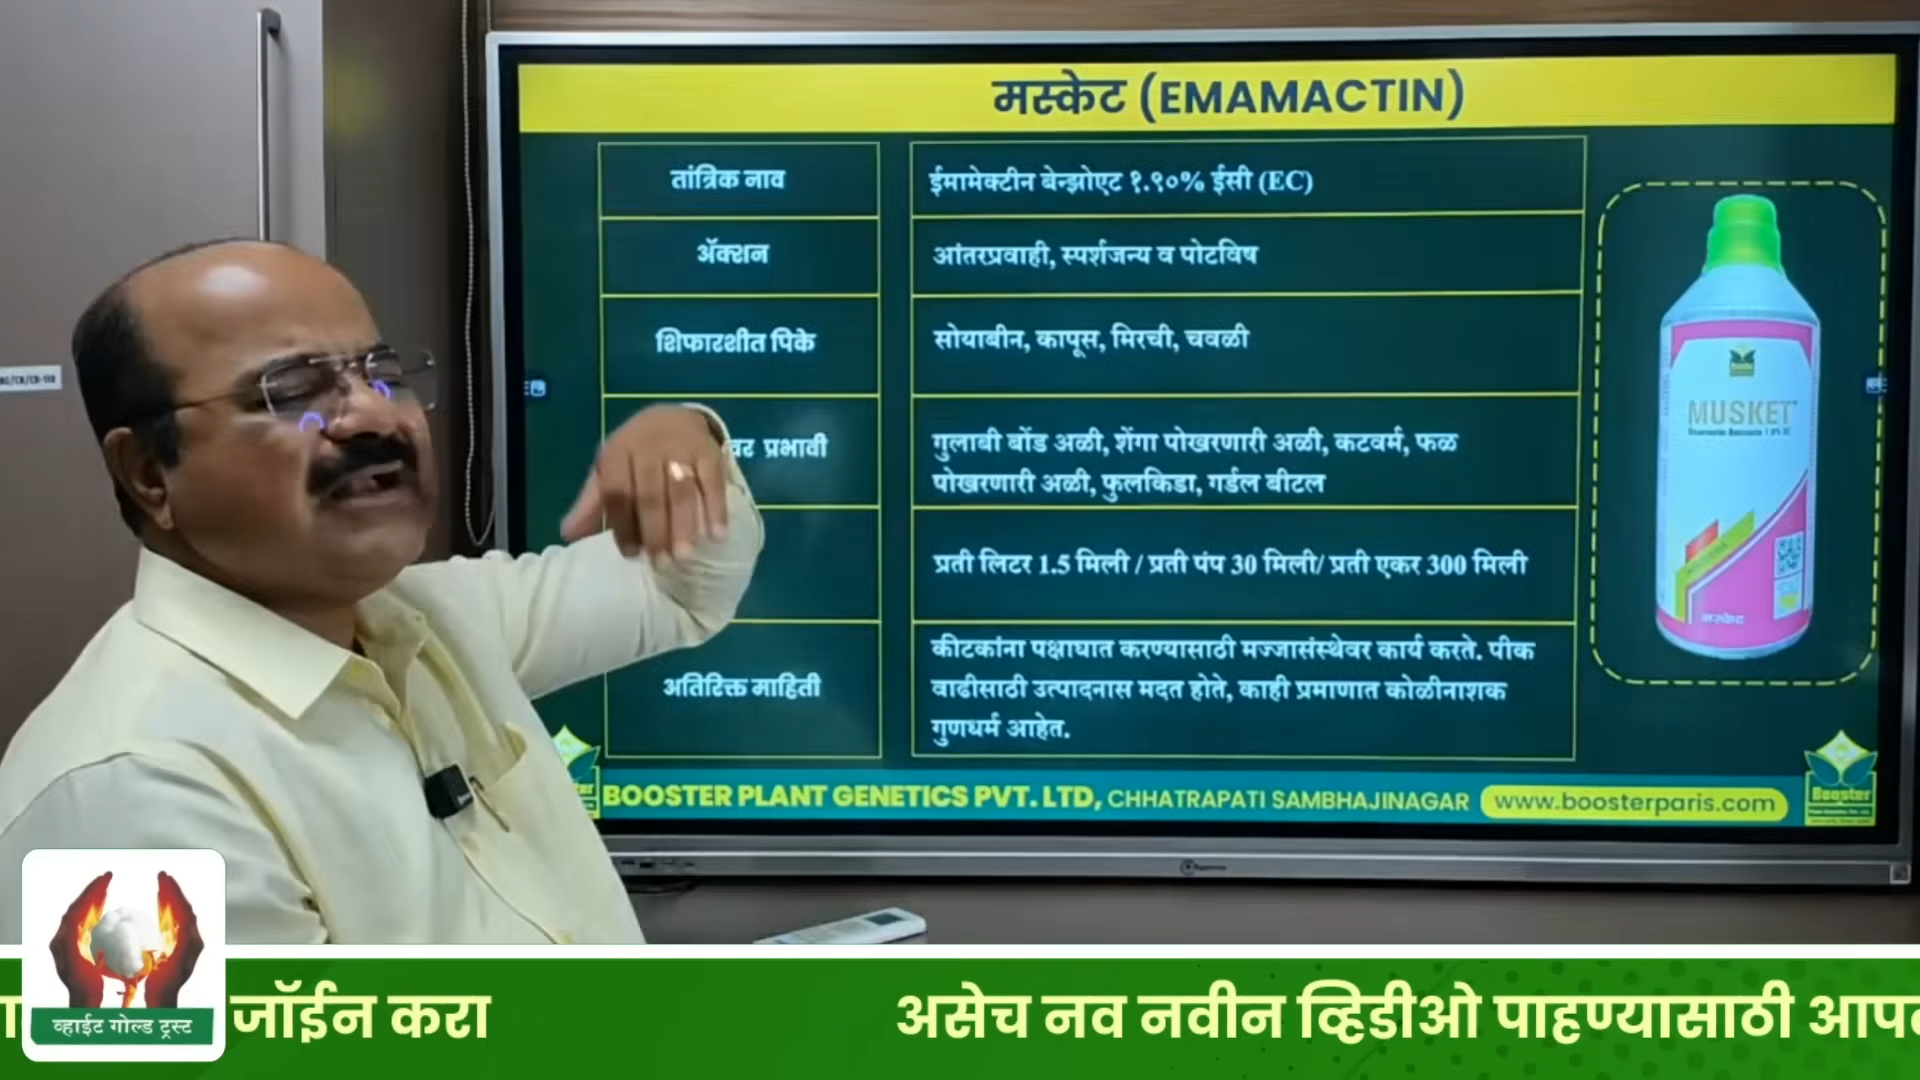 मस्केट (EMAMACTIN)
तांत्रिक नाव
ईमामेक्टीन बेन्झोएट १.९०% ईसी (EC)
ॲक्शन
आंतरप्रवाही, स्पर्शजन्य व पोटविष
शिफारशीत पिके
सोयाबीन, कापूस, मिरची, चवळी
वर प्रभावी
गुलाबी बोंड अळी, शेंगा पोखरणारी अळी, कटवर्म, फळ
पोखरणारी अळी, फुलकिडा, गर्डल बीटल
प्रती लिटर 1.5 मिली / प्रती पंप 30 मिली/ प्रती एकर 300 मिली
अतिरिक्त माहिती
कीटकांना पक्षाघात करण्यासाठी मज्जासंस्थेवर कार्य करते. पीक
वाढीसाठी उत्पादनास मदत होते, काही प्रमाणात कोळीनाशक
गुणधर्म आहेत.
MUSKET
मस्केट
BOOSTER PLANT GENETICS PVT. LTD, CHHATRAPATI SAMBHAJINAGAR
www.boosterparis.com
Booster
व्हाईट गोल्ड ट्रस्ट
जॉईन करा
असेच नव नवीन व्हिडीओ पाहण्यासाठी